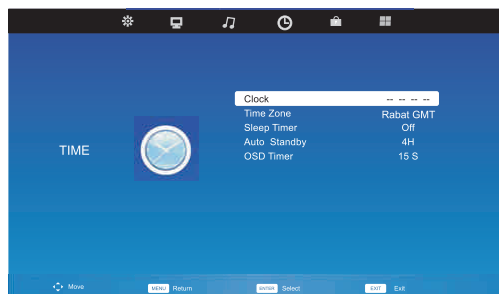 Clock -- -- -- --
Time Zone Rabat GMT
Sleep Timer Off
Auto Standby 4H
OSD Timer 15 S
TIME
Move MENU Return ENTER Select EXIT Exit